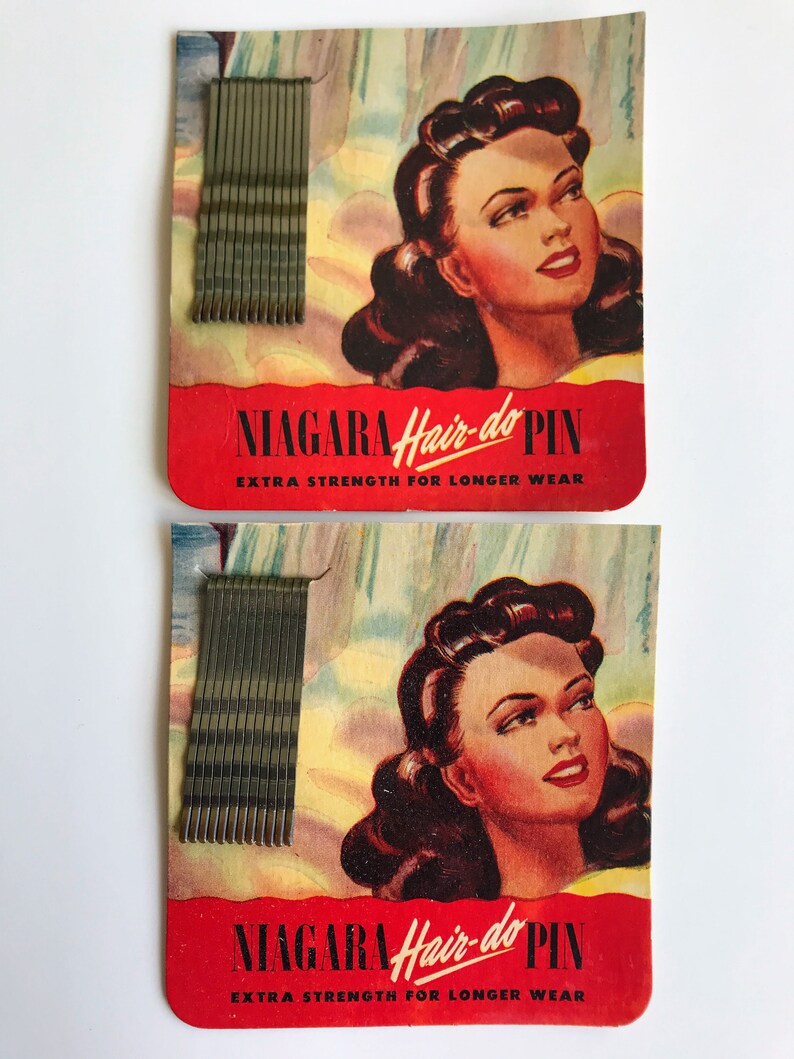 NIAGARA Hair-do PIN
EXTRA STRENGTH FOR LONGER WEAR
NIAGARA Hair-do PIN
EXTRA STRENGTH FOR LONGER WEAR